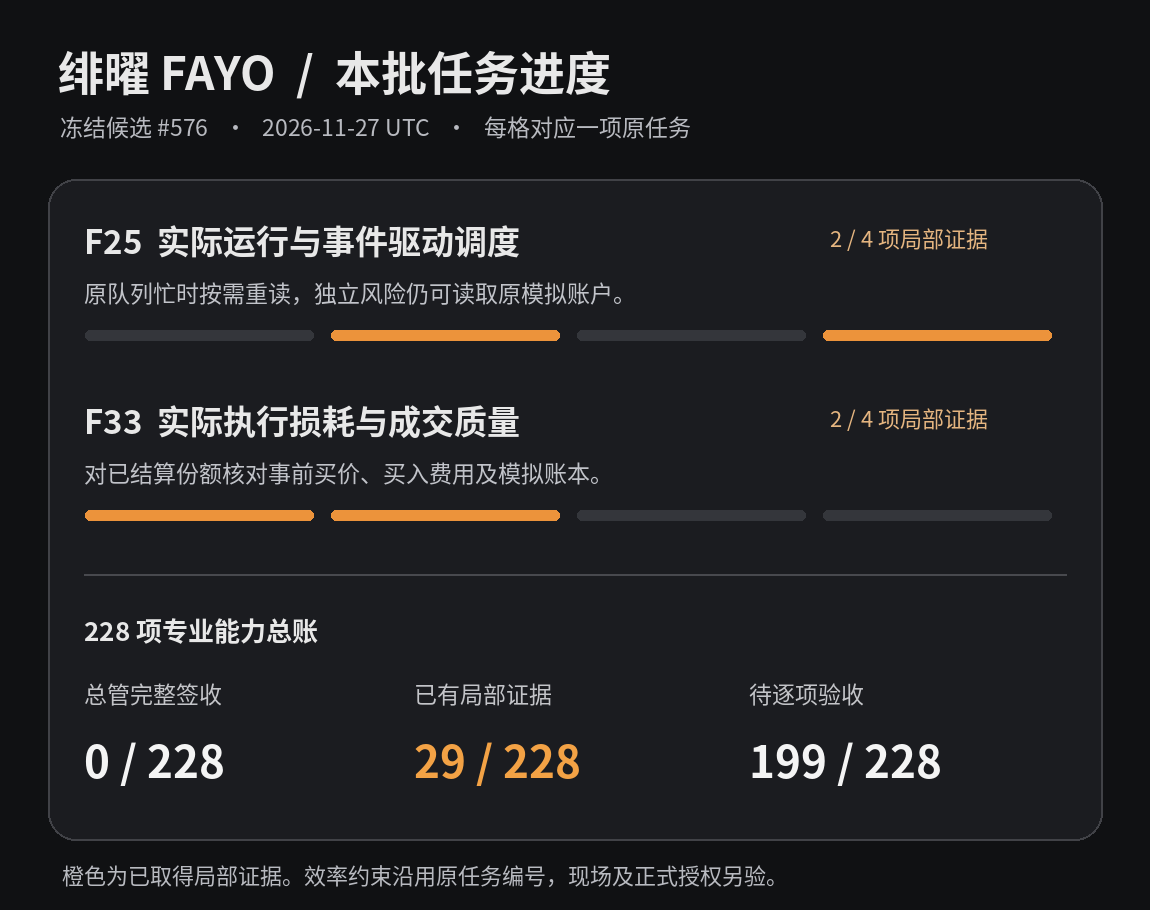 绯曜 FAYO / 本批任务进度
冻结候选 #576 • 2026-11-27 UTC • 每格对应一项原任务
F25 实际运行与事件驱动调度
2 / 4 项局部证据
原队列忙时按需重读，独立风险仍可读取原模拟账户。
F33 实际执行损耗与成交质量
2 / 4 项局部证据
对已结算份额核对事前买价、买入费用及模拟账本。
228 项专业能力总账
总管完整签收
已有局部证据
待逐项验收
0 / 228
29 / 228
199 / 228
橙色为已取得局部证据。效率约束沿用原任务编号，现场及正式授权另验。